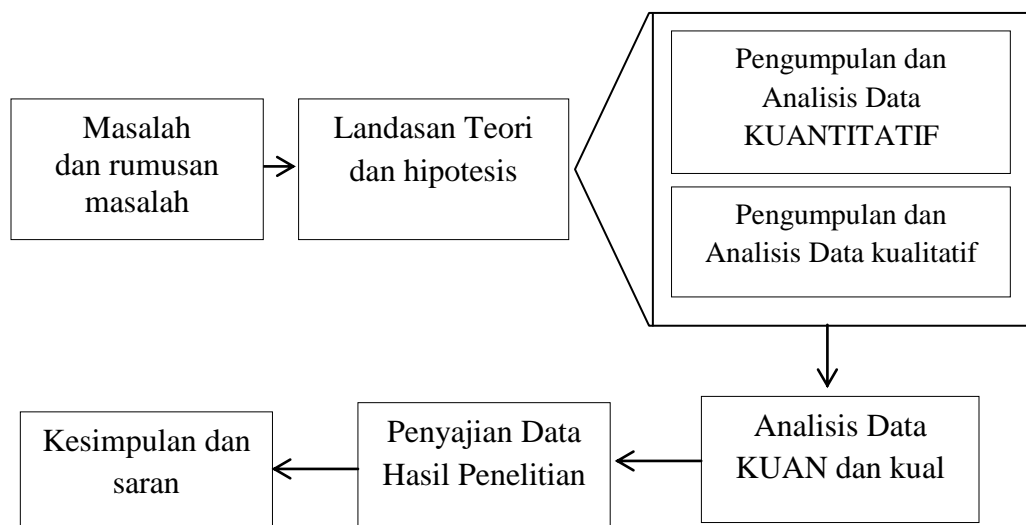 Masalah
dan rumusan
masalah
Landasan Teori
dan hipotesis
Pengumpulan dan
Analisis Data
KUANTITATIF
Pengumpulan dan
Analisis Data kualitatif
Analisis Data
KUAN dan kual
Penyajian Data
Hasil Penelitian
Kesimpulan dan
saran